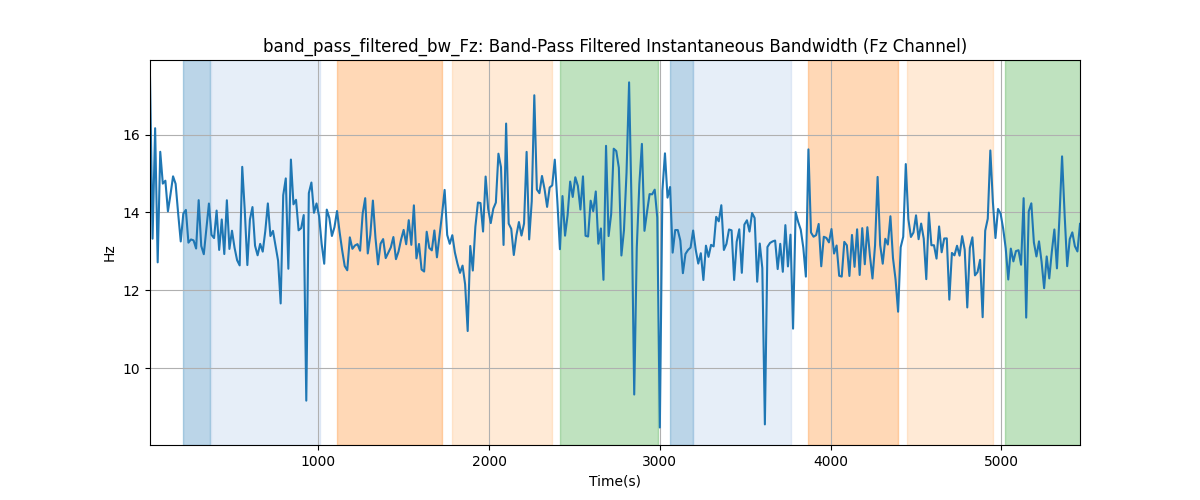 band_pass_filtered_bw_Fz: Band-Pass Filtered Instantaneous Bandwidth (Fz Channel)
Hz
16
14
12
10
1000 2000 3000 4000 5000
Time(s)